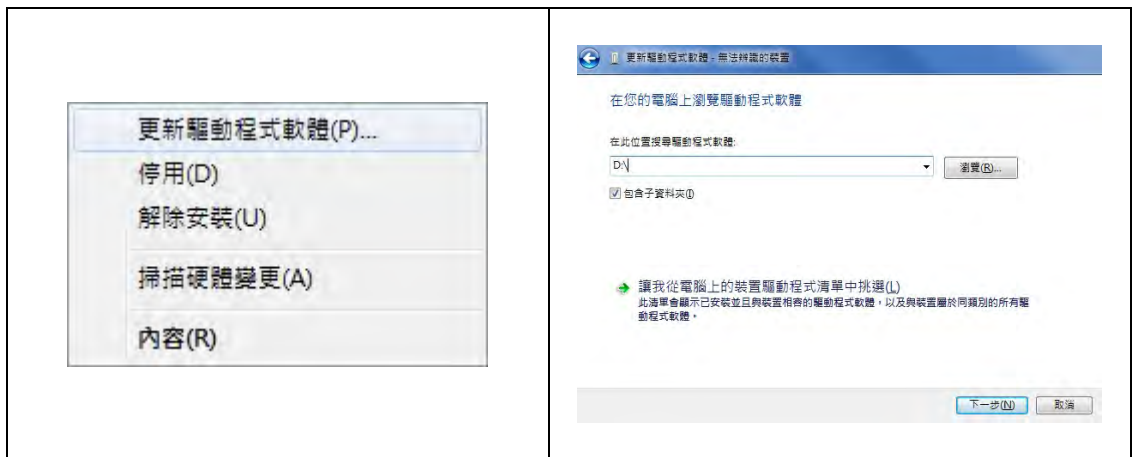 更新驅動程式軟體(P)...
停用(D)
解除安裝(U)
掃描硬體變更(A)
內容(R)
更新驅動程式軟體 - 無法辨識的裝置
在您的電腦上瀏覽驅動程式軟體
在此位置搜尋驅動程式軟體:
D:\
瀏覽(R)...
包含子資料夾(I)
讓我從電腦上的裝置驅動程式清單中挑選(L)
此清單會顯示已安裝並且與裝置相容的驅動程式軟體，以及與裝置屬於同類別的所有驅
動程式軟體。
下一步(N)
取消